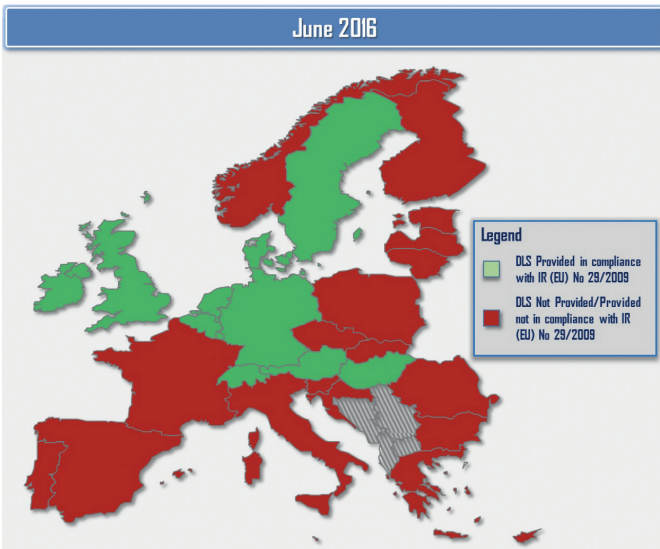 June 2016
Legend
DLS Provided in compliance
with IR (EU) No 29/2009
DLS Not Provided/Provided
not in compliance with IR
(EU) No 29/2009